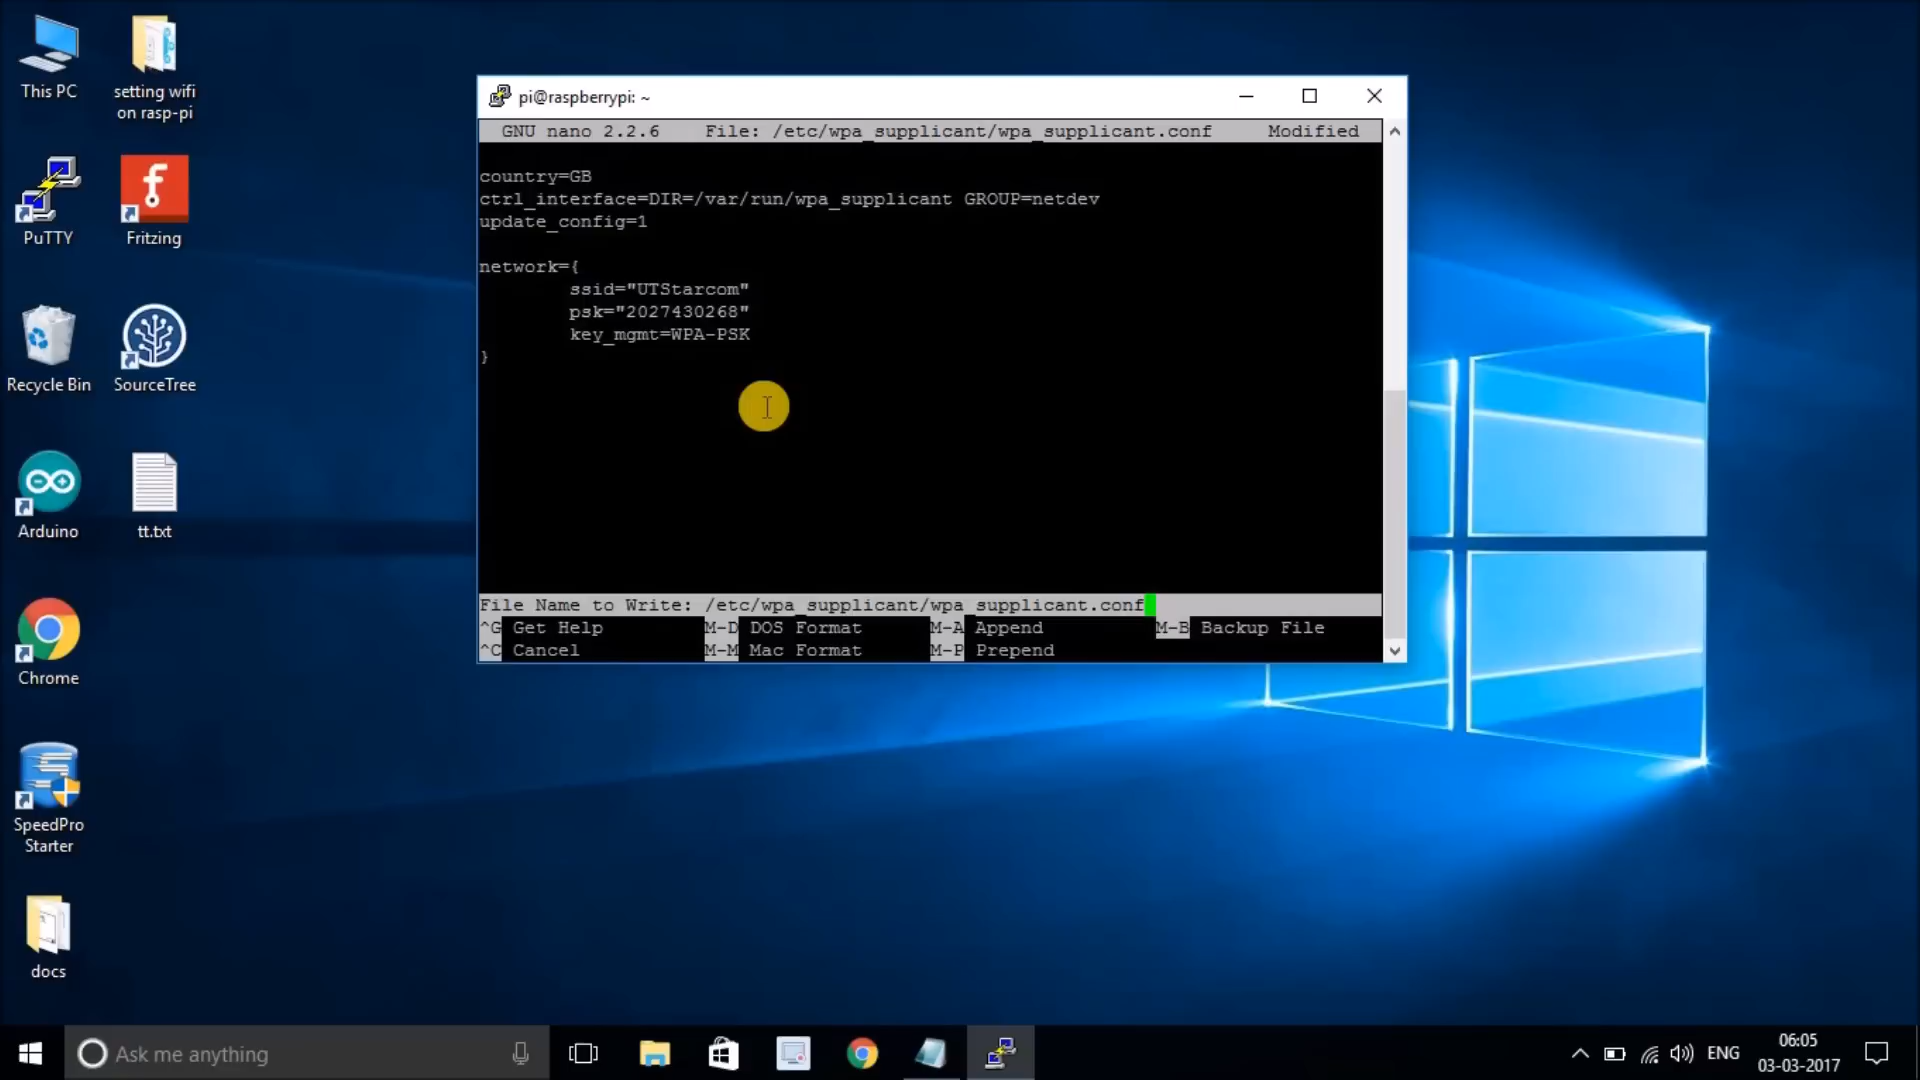 This PC
setting wifi
on rasp-pi
PuTTY
Fritzing
Recycle Bin
SourceTree
Arduino
tt.txt
Chrome
SpeedPro
Starter
docs
pi@raspberrypi: ~
GNU nano 2.2.6 File: /etc/wpa_supplicant/wpa_supplicant.conf Modified
country=GB
ctrl_interface=DIR=/var/run/wpa_supplicant GROUP=netdev
update_config=1
network={
ssid="UTStarcom"
psk="2027430268"
key_mgmt=WPA-PSK
}
File Name to Write: /etc/wpa_supplicant/wpa_supplicant.conf
^G Get Help M-D DOS Format M-A Append M-B Backup File
^C Cancel M-M Mac Format M-P Prepend
Ask me anything
ENG
06:05
03-03-2017